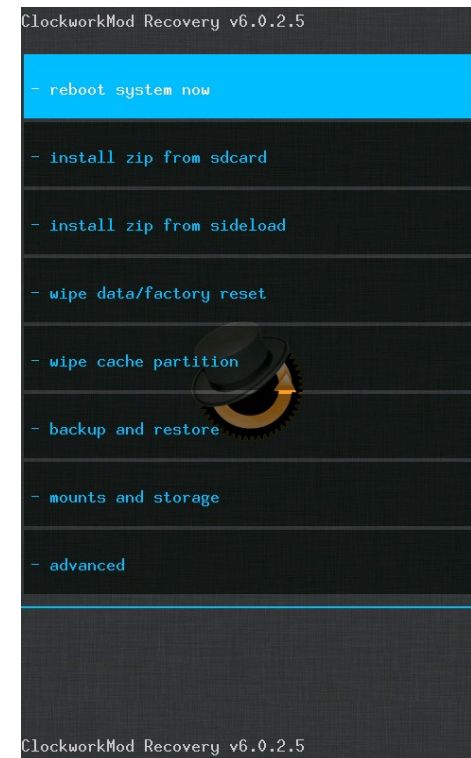 ClockworkMod Recovery v6.0.2.5
- reboot system now
- install zip from sdcard
- install zip from sideload
- wipe data/factory reset
- wipe cache partition
- backup and restore
- mounts and storage
- advanced
ClockworkMod Recovery v6.0.2.5